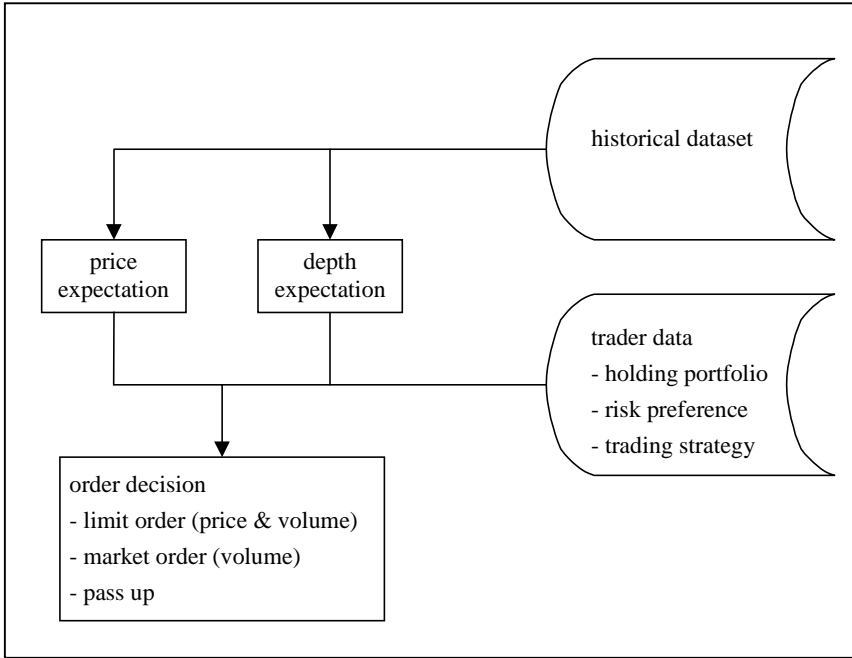 historical dataset
price
expectation
depth
expectation
trader data
- holding portfolio
- risk preference
- trading strategy
order decision
- limit order (price & volume)
- market order (volume)
- pass up